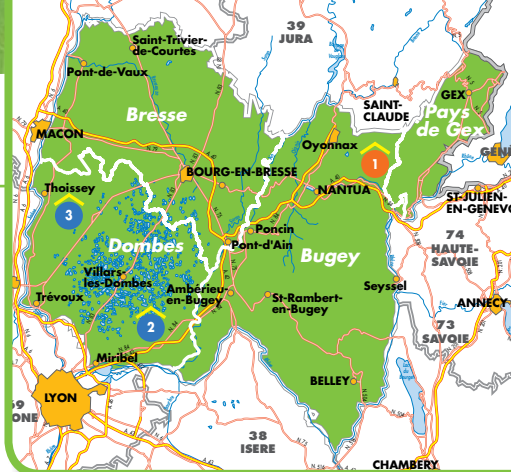 39
JURA
Saint-Trivier-
de-Courtes
Pont-de-Vaux
Bresse
MACON
SAINT-
CLAUDE
GEX
Pays
de Gex
Oyonnax
1
BOURG-EN-BRESSE
NANTUA
Thoissey
3
ST-JULIEN-
EN-GENEVO
Dombes
Poncin
Pont-d'Ain
Bugey
74
HAUTE-
SAVOIE
Villars-
les-Dombes
Ambérieu-
en-Bugey
Seyssel
Trévoux
St-Rambert-
en-Bugey
ANNECY
2
73
SAVOIE
Miribel
BELLEY
LYON
69
ONE
38
ISERE
CHAMBERY